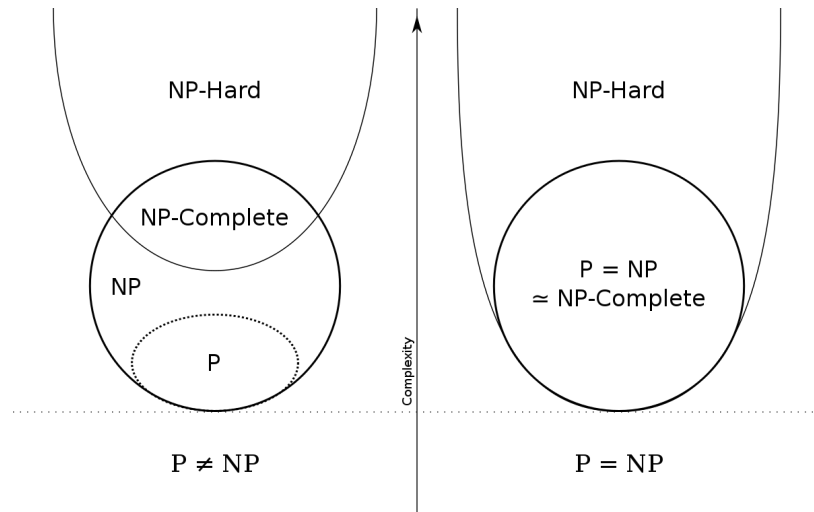 NP-Hard
NP-Complete
NP
P
P ≠ NP
Complexity
NP-Hard
P = NP
≃ NP-Complete
P = NP